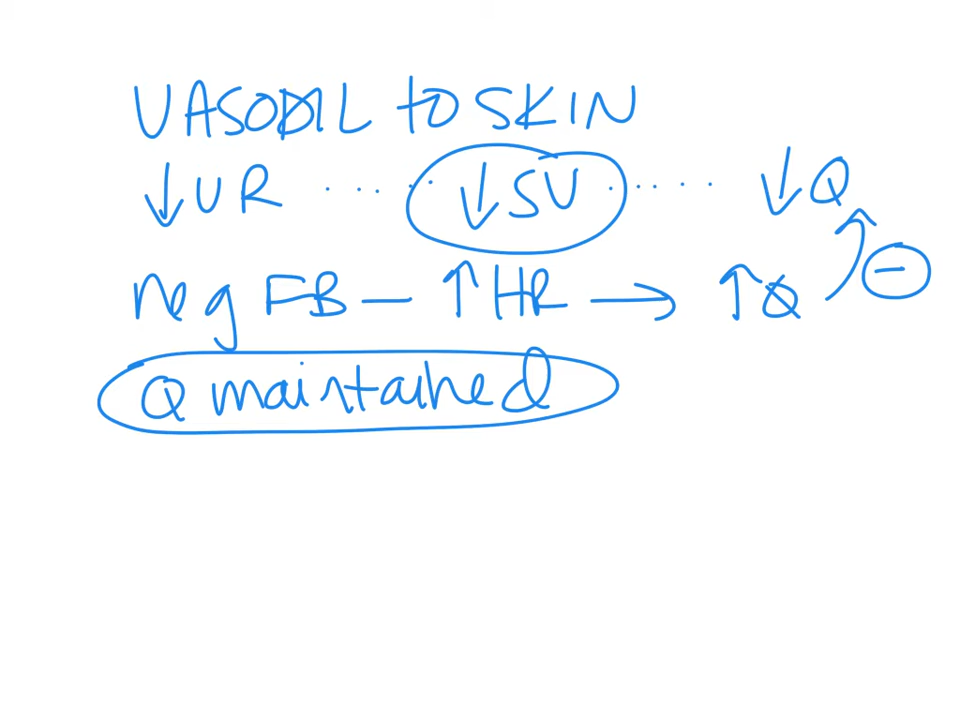 VASODIL to SKIN
↓VR ..... ↓SV ..... ↓Q
neg FB — ↑HR → ↑Q −
Q maintained